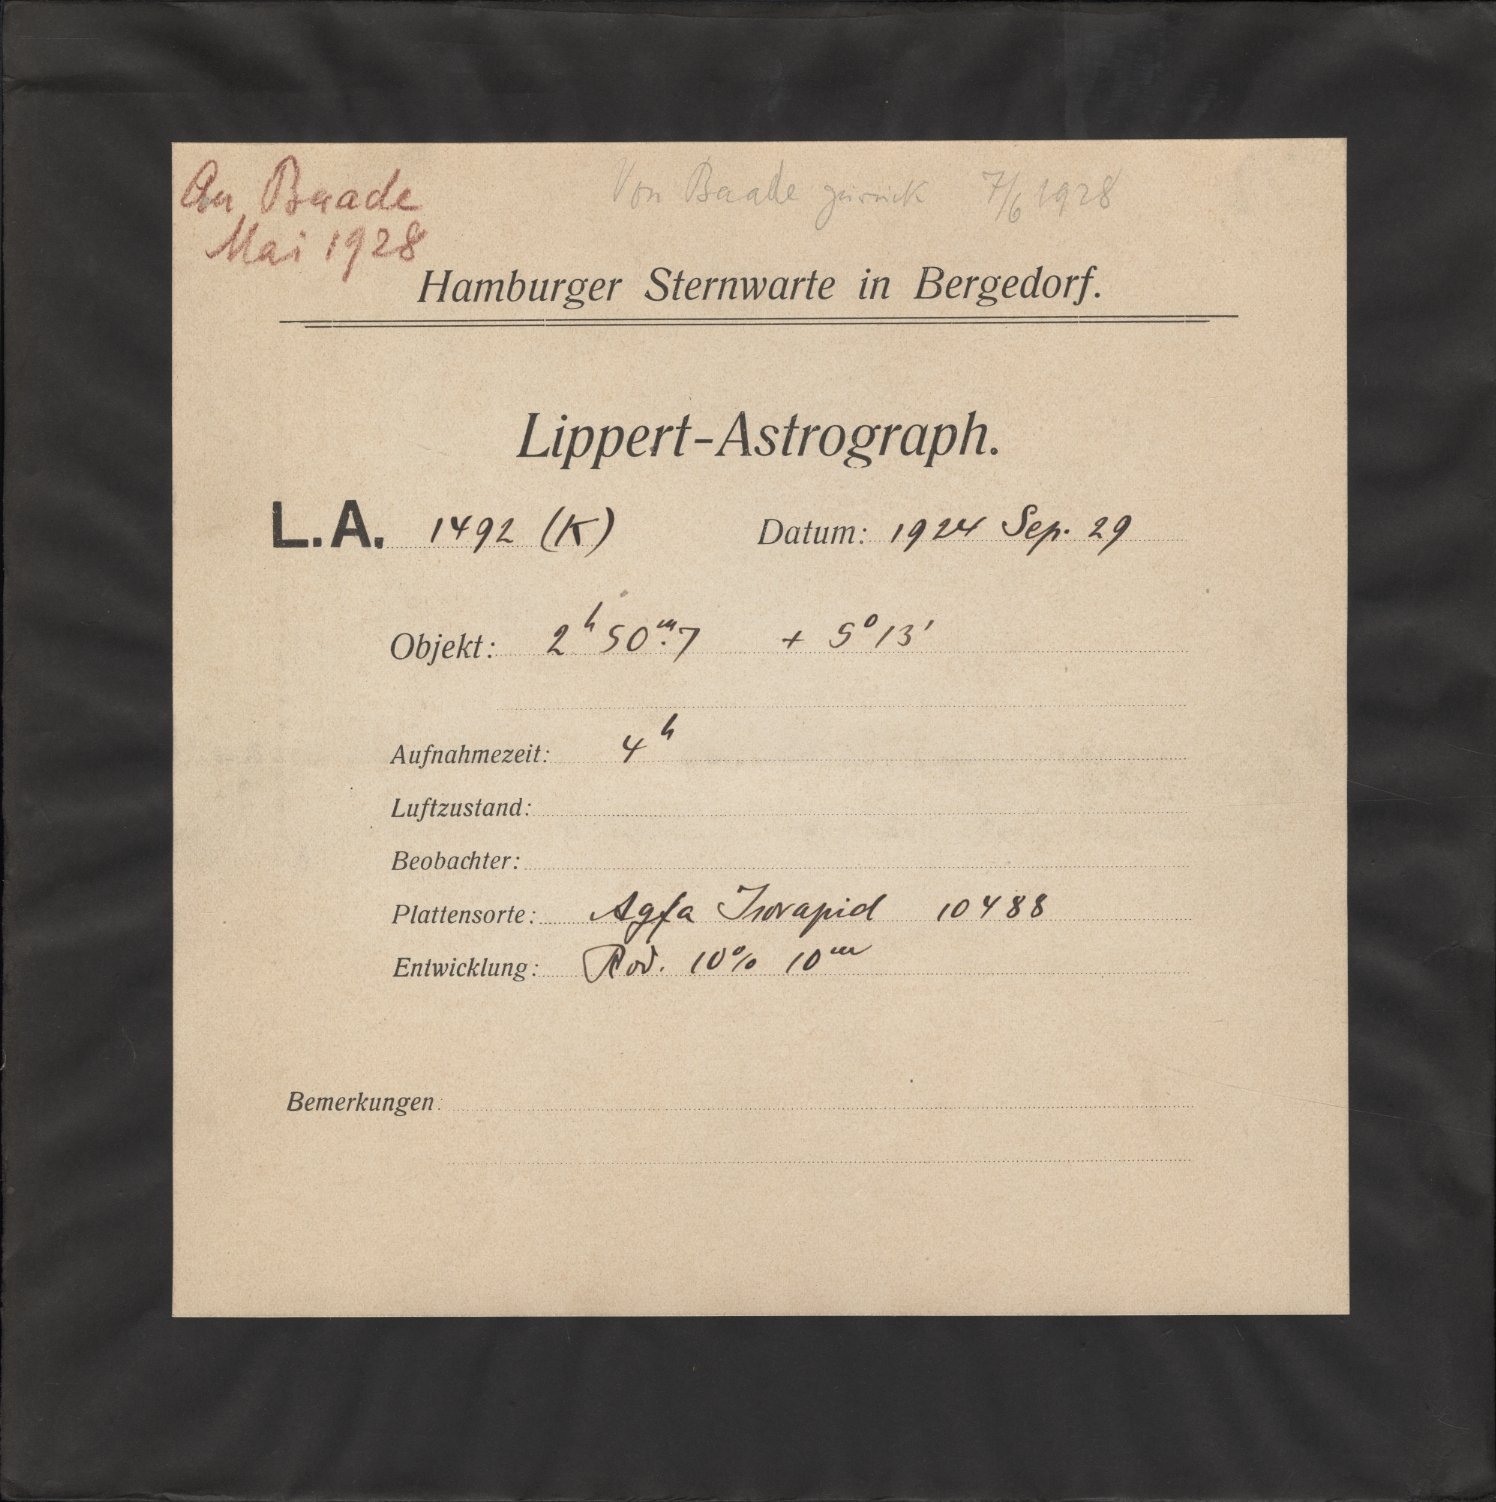 An Baade
Mai 1928
Von Baade zurück 7/6 1928
Hamburger Sternwarte in Bergedorf.
Lippert-Astrograph.
L.A. 1492 (K) Datum: 1924 Sep. 29
Objekt: 2ʰ 50ᵐ.7 + 5° 13'
Aufnahmezeit: 4ʰ
Luftzustand:
Beobachter:
Plattensorte: Agfa Isorapid 10488
Entwicklung: Rod. 10% 10ᵐ
Bemerkungen: